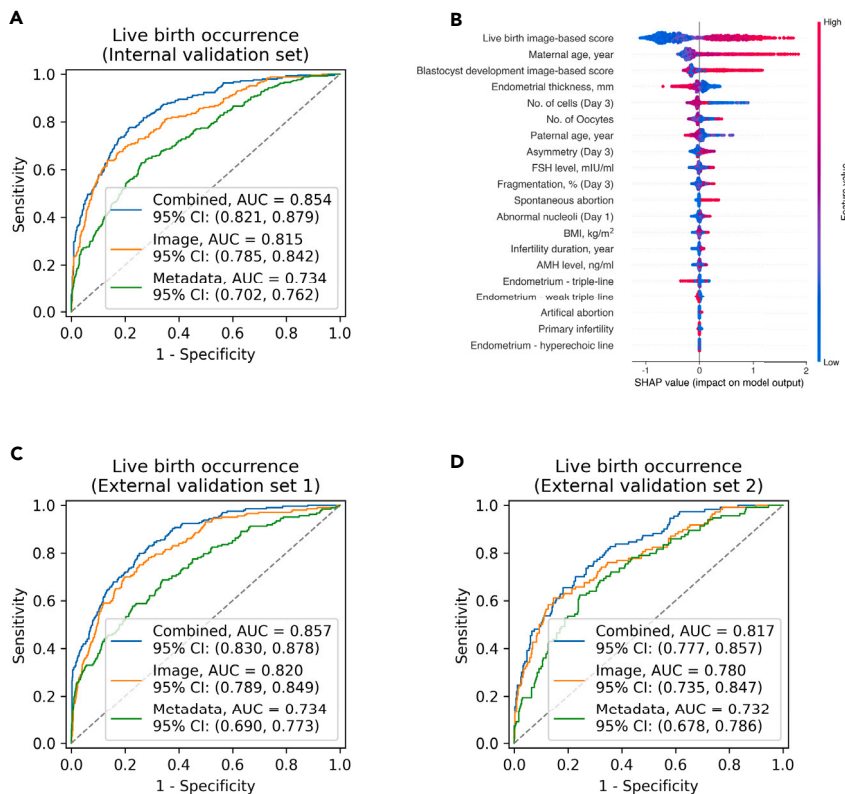 A
Live birth occurrence
(Internal validation set)
Sensitivity
1.0
0.8
0.6
0.4
0.2
0.0
Combined, AUC = 0.854
95% CI: (0.821, 0.879)
Image, AUC = 0.815
95% CI: (0.785, 0.842)
Metadata, AUC = 0.734
95% CI: (0.702, 0.762)
0.0 0.2 0.4 0.6 0.8 1.0
1 - Specificity
B
Live birth image-based score
Maternal age, year
Blastocyst development image-based score
Endometrial thickness, mm
No. of cells (Day 3)
No. of Oocytes
Paternal age, year
Asymmetry (Day 3)
FSH level, mIU/ml
Fragmentation, % (Day 3)
Spontaneous abortion
Abnormal nucleoli (Day 1)
BMI, kg/m²
Infertility duration, year
AMH level, ng/ml
Endometrium - triple-line
Endometrium - weak triple-line
Artifical abortion
Primary infertility
Endometrium - hyperechoic line
-1 0 1 2
SHAP value (impact on model output)
High
Feature value
Low
C
Live birth occurrence
(External validation set 1)
Sensitivity
1.0
0.8
0.6
0.4
0.2
0.0
Combined, AUC = 0.857
95% CI: (0.830, 0.878)
Image, AUC = 0.820
95% CI: (0.789, 0.849)
Metadata, AUC = 0.734
95% CI: (0.690, 0.773)
0.0 0.2 0.4 0.6 0.8 1.0
1 - Specificity
D
Live birth occurrence
(External validation set 2)
Sensitivity
1.0
0.8
0.6
0.4
0.2
0.0
Combined, AUC = 0.817
95% CI: (0.777, 0.857)
Image, AUC = 0.780
95% CI: (0.735, 0.847)
Metadata, AUC = 0.732
95% CI: (0.678, 0.786)
0.0 0.2 0.4 0.6 0.8 1.0
1 - Specificity